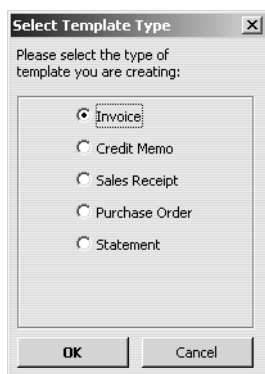 Select Template Type
Please select the type of
template you are creating:
Invoice
Credit Memo
Sales Receipt
Purchase Order
Statement
OK Cancel